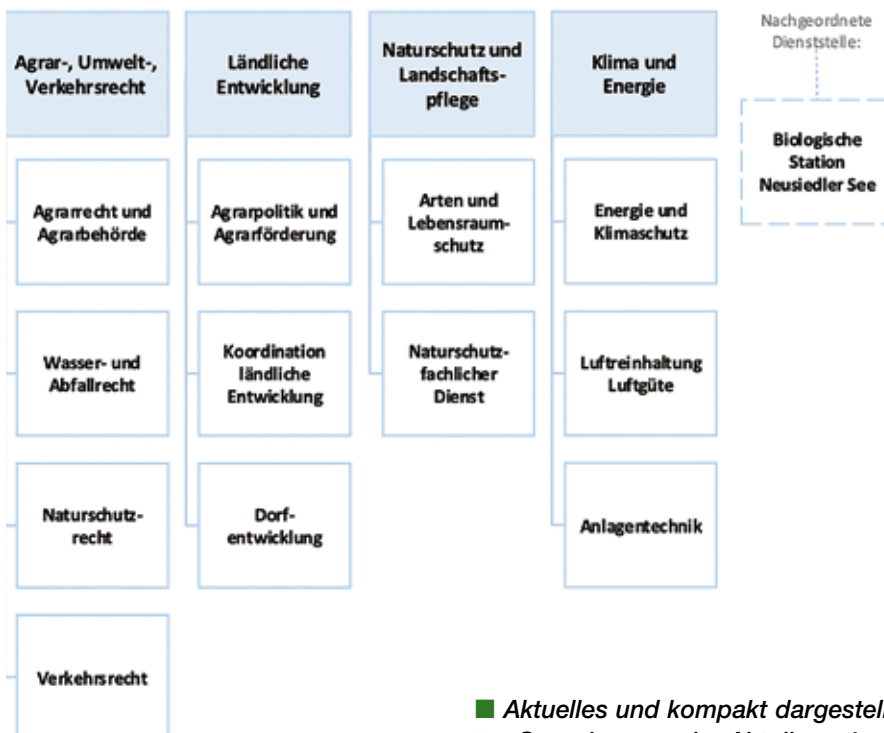 Agrar-, Umwelt-,
Verkehrsrecht
Agrarrecht und
Agrarbehörde
Wasser- und
Abfallrecht
Naturschutz-
recht
Verkehrsrecht
Ländliche
Entwicklung
Agrarpolitik und
Agrarförderung
Koordination
ländliche
Entwicklung
Dorf-
entwicklung
Naturschutz und
Landschafts-
pflege
Arten und
Lebensraum-
schutz
Naturschutz-
fachlicher
Dienst
Klima und
Energie
Energie und
Klimaschutz
Luftreinhaltung
Luftgüte
Anlagentechnik
Nachgeordnete
Dienststelle:
Biologische
Station
Neusiedler See
Aktuelles und kompakt